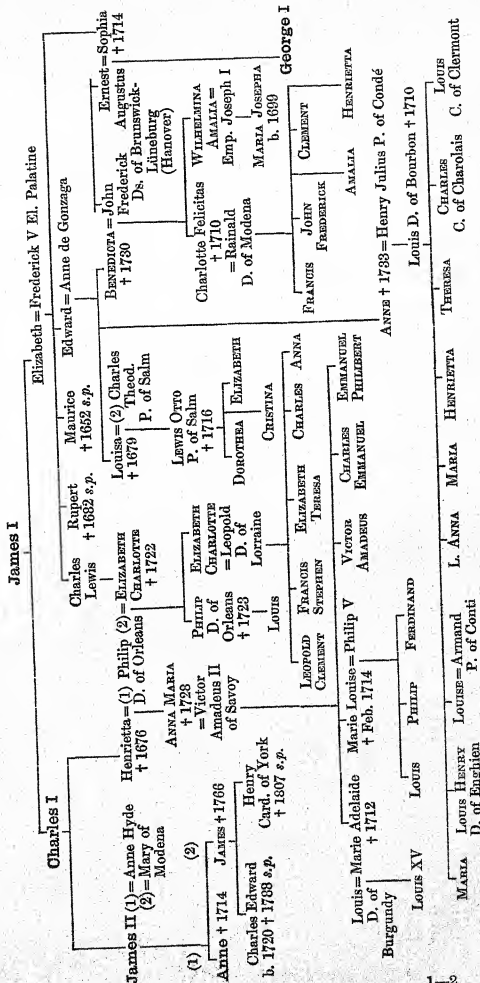 James I
Charles I
Elizabeth=Frederick V El. Palatine
James II (1)=Anne Hyde
(2)=Mary of
Modena
Henrietta=(1) Philip (2)=ELIZABETH
† 1676 D. of Orleans CHARLOTTE
† 1722
Charles
Lewis
Rupert
† 1682 s.p.
Maurice
† 1652 s.p.
Edward=Anne de Gonzaga
Ernest=Sophia
Augustus † 1714
Louisa=(2) Charles
† 1679 Theod.
P. of Salm
BENEDICTA=John
† 1730 Frederick
Ds. of Brunswick-
Lüneburg
(Hanover)
George I
(1)
(2)
Anne † 1714
JAMES † 1766
ANNA MARIA
† 1728
=Victor
Amadeus II
of Savoy
PHILIP
D. of
Orleans
† 1723
ELIZABETH
CHARLOTTE
=Leopold
D. of
Lorraine
LEWIS OTTO
P. of Salm
† 1716
Charlotte Felicitas
† 1710
=Rainald
D. of Modena
WILHELMINA
AMALIA=
Emp. Joseph I
Charles Edward
b. 1720 † 1788 s.p.
Henry
Card. of York
† 1807 s.p.
LOUIS
DOROTHEA
ELIZABETH
CRISTINA
MARIA JOSEPHA
b. 1699
LEOPOLD
CLEMENT
FRANCIS
STEPHEN
ELIZABETH
TERESA
CHARLES
ANNA
FRANCIS
JOHN
FREDERICK
CLEMENT
AMALIA
HENRIETTA
Louis=Marie Adelaide
D. of † 1712
Burgundy
Marie Louise=Philip V
† Feb. 1714
VICTOR
AMADEUS
CHARLES
EMMANUEL
EMMANUEL
PHILIBERT
ANNE † 1733=Henry Julius P. of Condé
LOUIS XV
LOUIS
PHILIP
FERDINAND
Louis D. of Bourbon † 1710
MARIA
LOUIS HENRY
D. of Enghien
LOUISE=Armand
P. of Conti
L. ANNA
MARIA
HENRIETTA
THERESA
CHARLES
C. of Charolais
LOUIS
C. of Clermont
1—2